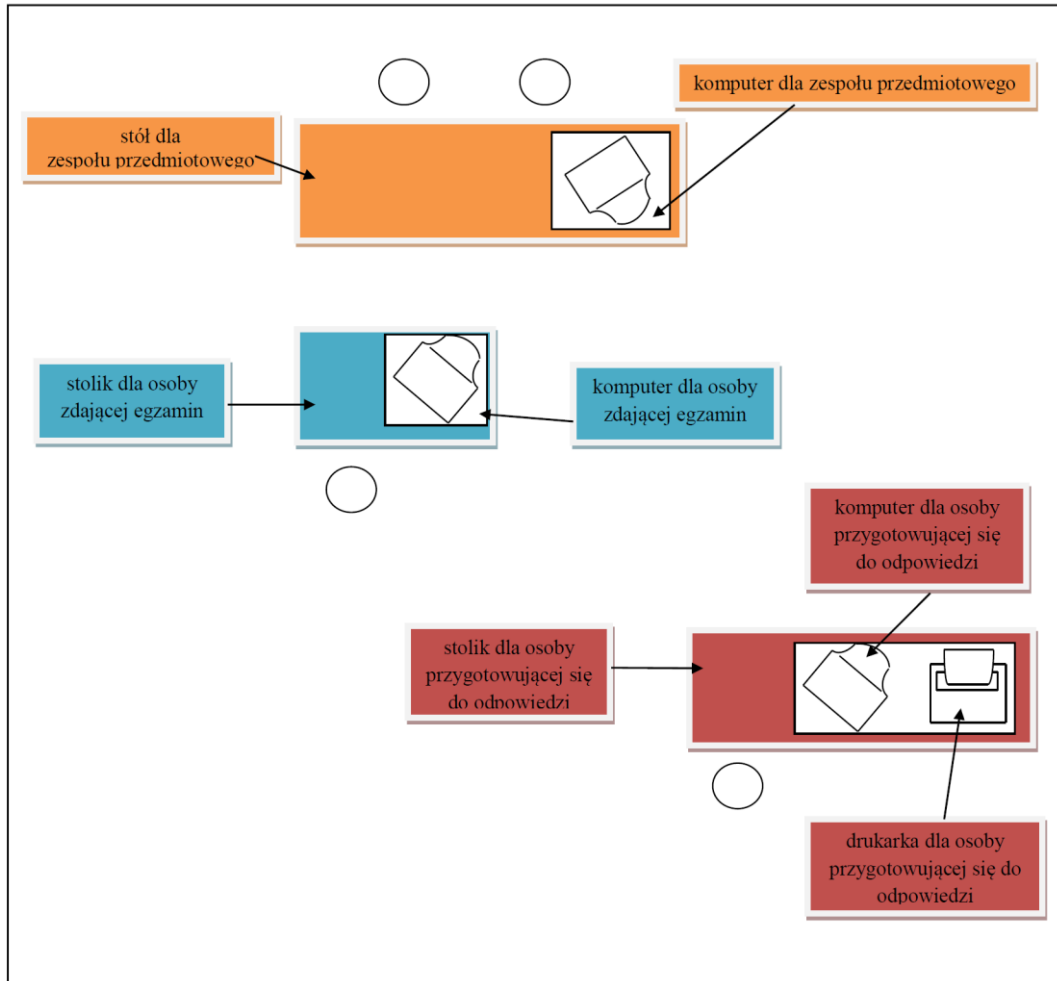 komputer dla zespołu przedmiotowego
stół dla
zespołu przedmiotowego
stolik dla osoby
zdającej egzamin
komputer dla osoby
zdającej egzamin
komputer dla osoby
przygotowującej się
do odpowiedzi
stolik dla osoby
przygotowującej się
do odpowiedzi
drukarka dla osoby
przygotowującej się do
odpowiedzi